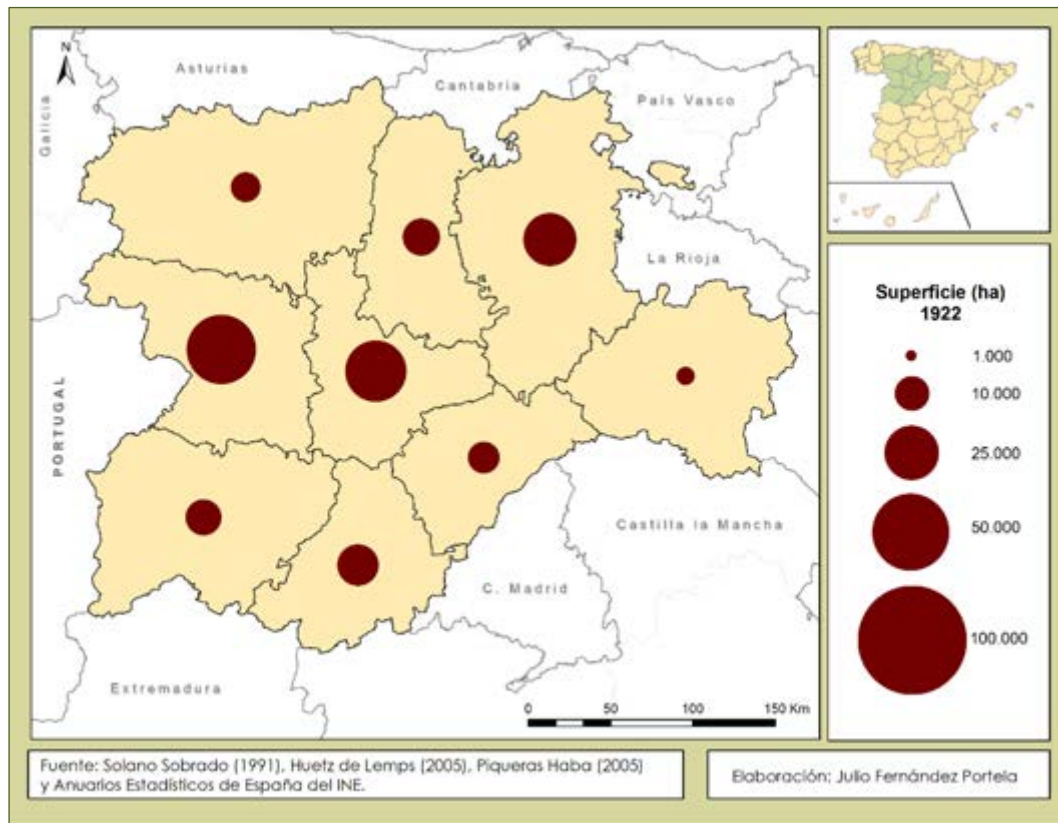 N
Asturias
Cantabria
País Vasco
Galicia
La Rioja
PORTUGAL
Castilla la Mancha
C. Madrid
Extremadura
0 50 100 150 Km
Superficie (ha)
1922
1.000
10.000
25.000
50.000
100.000
Fuente: Solano Sobrado (1991), Huetz de Lemps (2005), Piqueras Haba (2005)
y Anuarios Estadísticos de España del INE.
Elaboración: Julio Fernández Portela